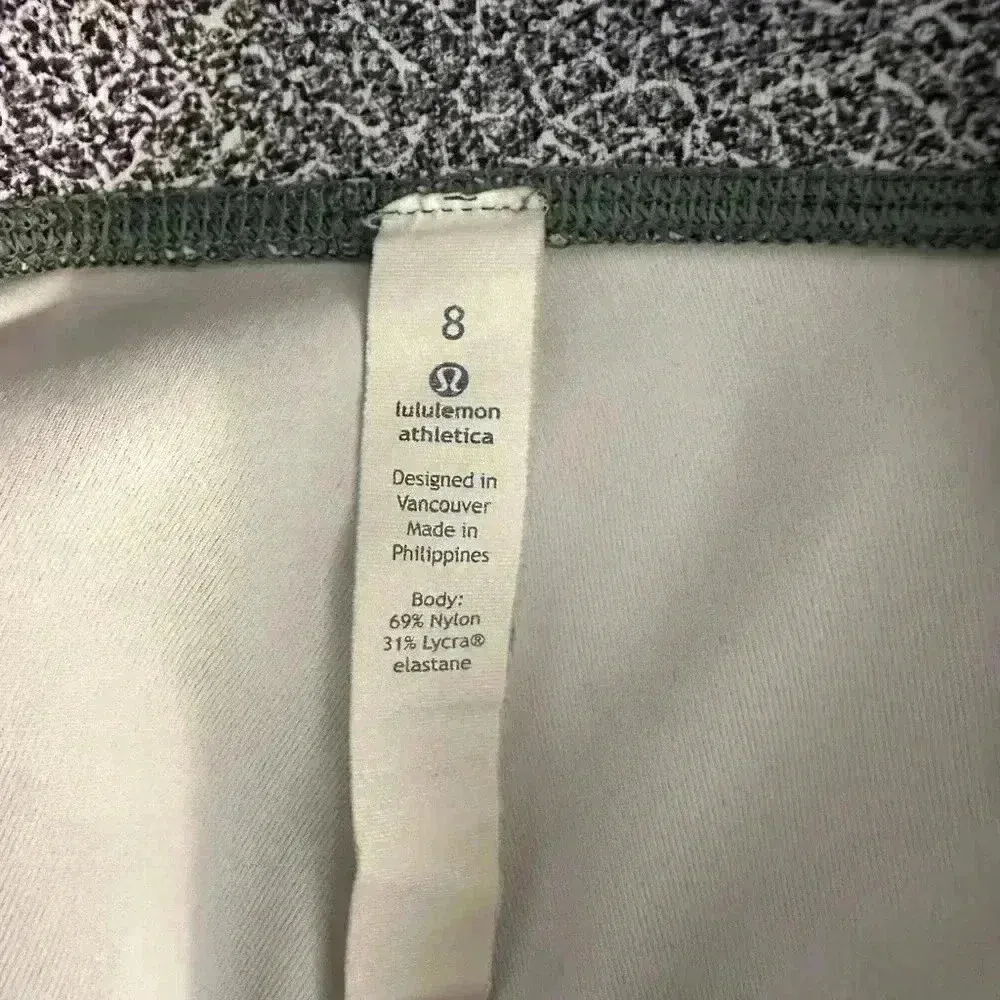 8
lululemon
athletica
Designed in
Vancouver
Made in
Philippines
Body:
69% Nylon
31% Lycra®
elastane